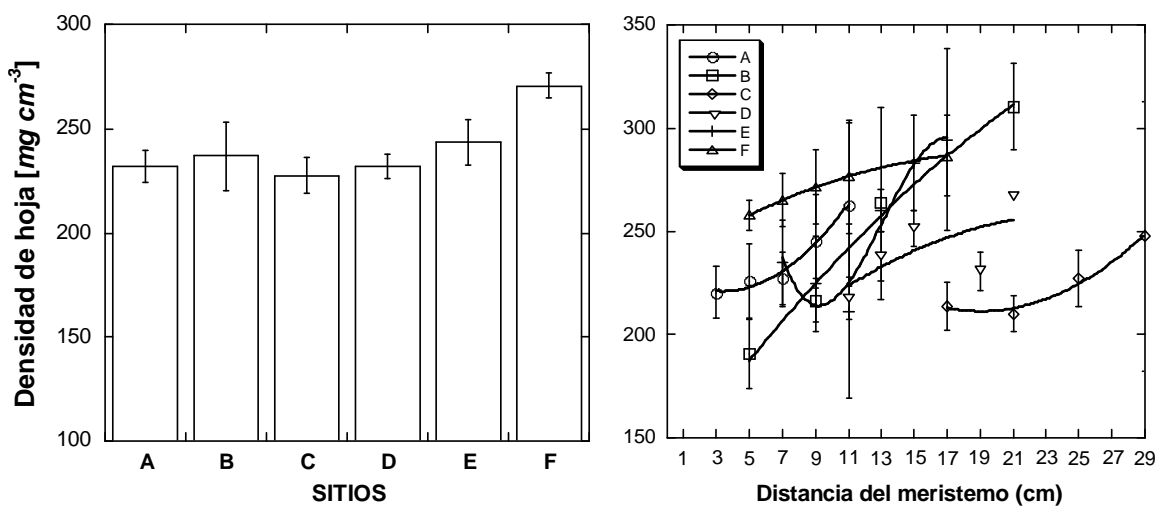 Densidad de hoja [mg cm-3]
300
250
200
150
100
A B C D E F
SITIOS
350
300
250
200
150
A
B
C
D
E
F
1 3 5 7 9 11 13 15 17 19 21 23 25 27 29
Distancia del meristemo (cm)